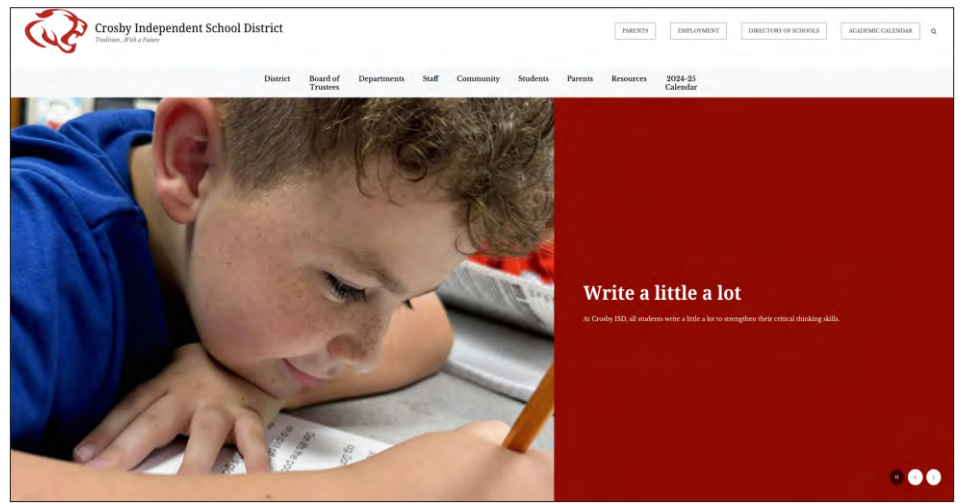 Crosby Independent School District
Tradition...With a Future
PARENTS
EMPLOYMENT
DIRECTORY OF SCHOOLS
ACADEMIC CALENDAR
District
Board of
Trustees
Departments
Staff
Community
Students
Parents
Resources
2024-25
Calendar
Write a little a lot
At Crosby ISD, all students write a little a lot to strengthen their critical thinking skills.